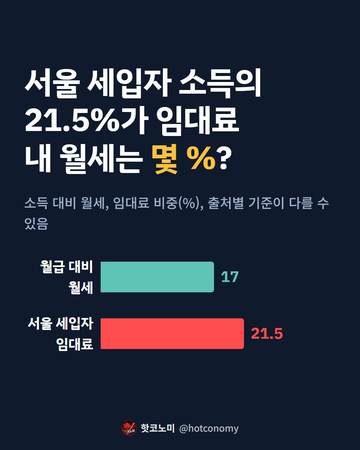 서울 세입자 소득의
21.5%가 임대료
내 월세는 몇 %?
소득 대비 월세, 임대료 비중(%), 출처별 기준이 다를 수
있음
월급 대비
월세
17
서울 세입자
임대료
21.5
핫코노미 @hotconomy